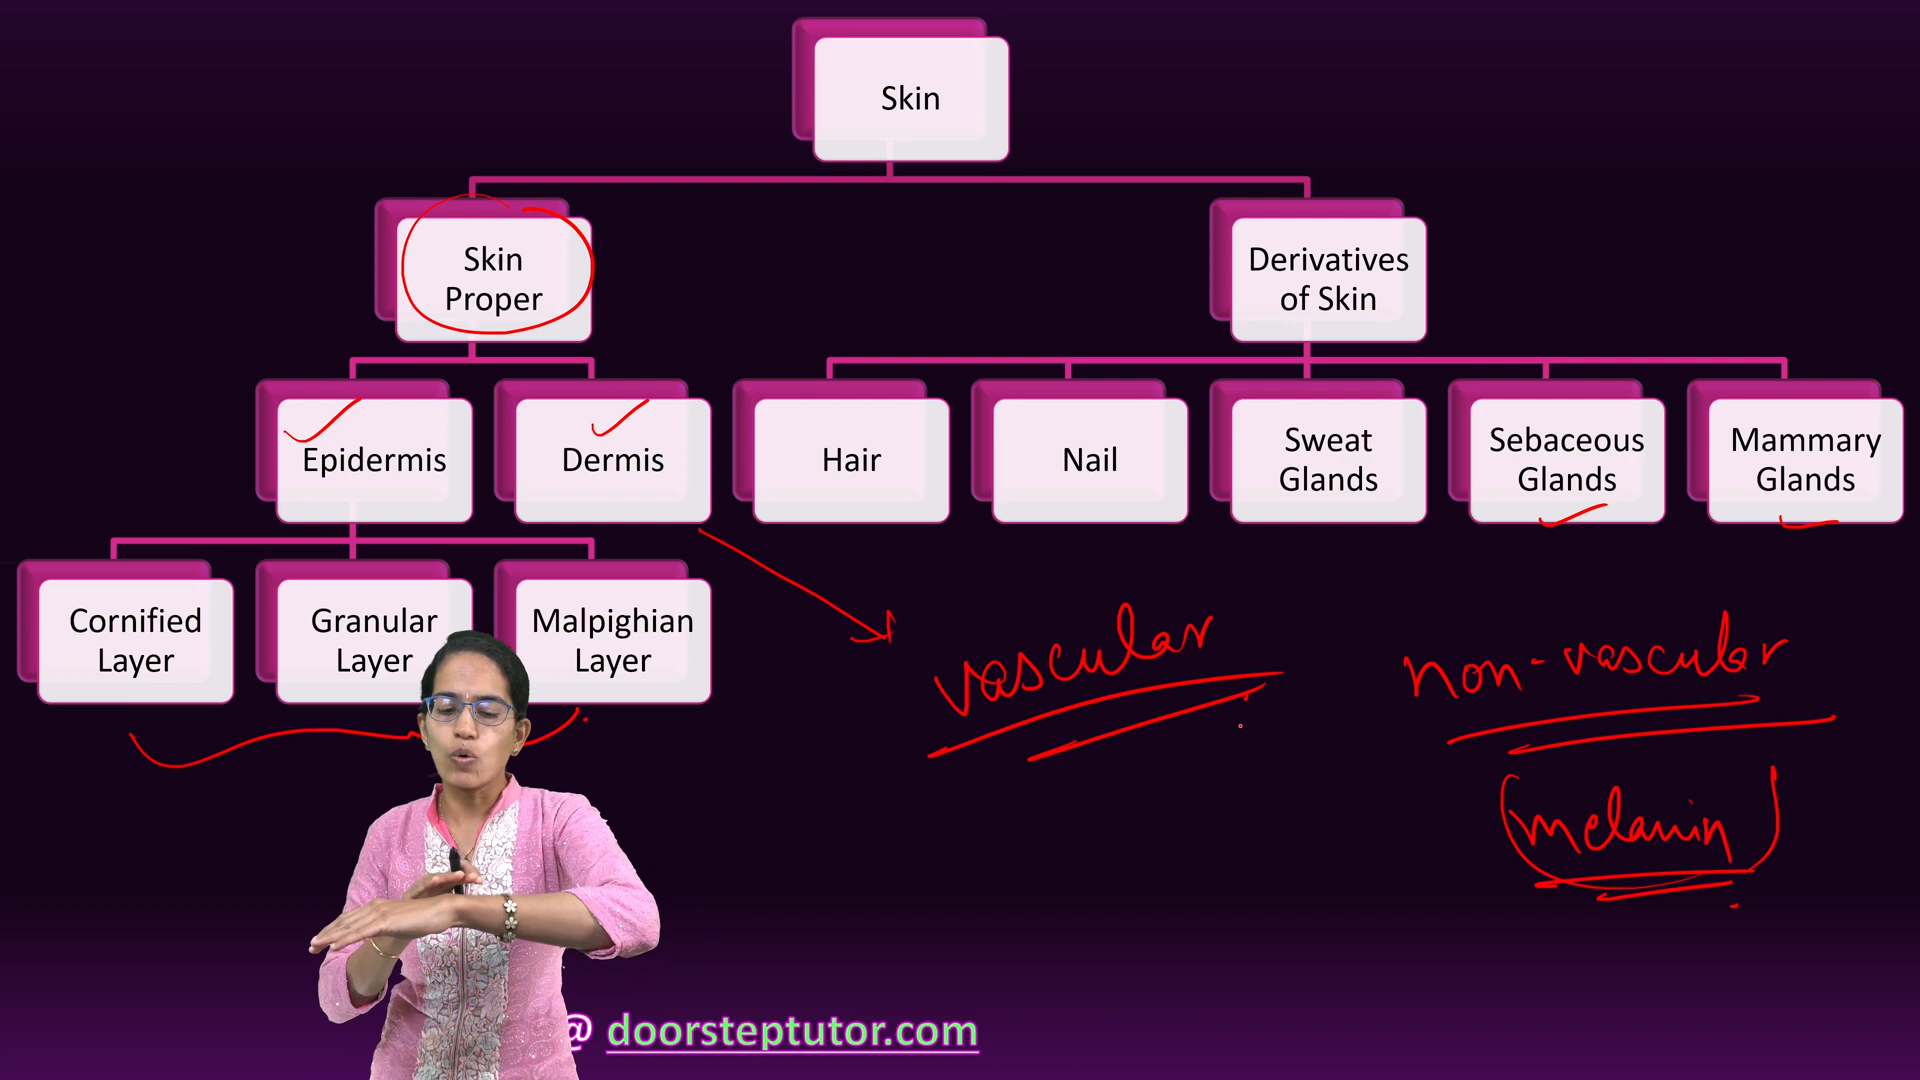 Skin
Skin
Proper
Derivatives
of Skin
Epidermis
Dermis
Hair
Nail
Sweat
Glands
Sebaceous
Glands
Mammary
Glands
Cornified
Layer
Granular
Layer
Malpighian
Layer
vascular
non-vascular
melanin
@ doorsteptutor.com